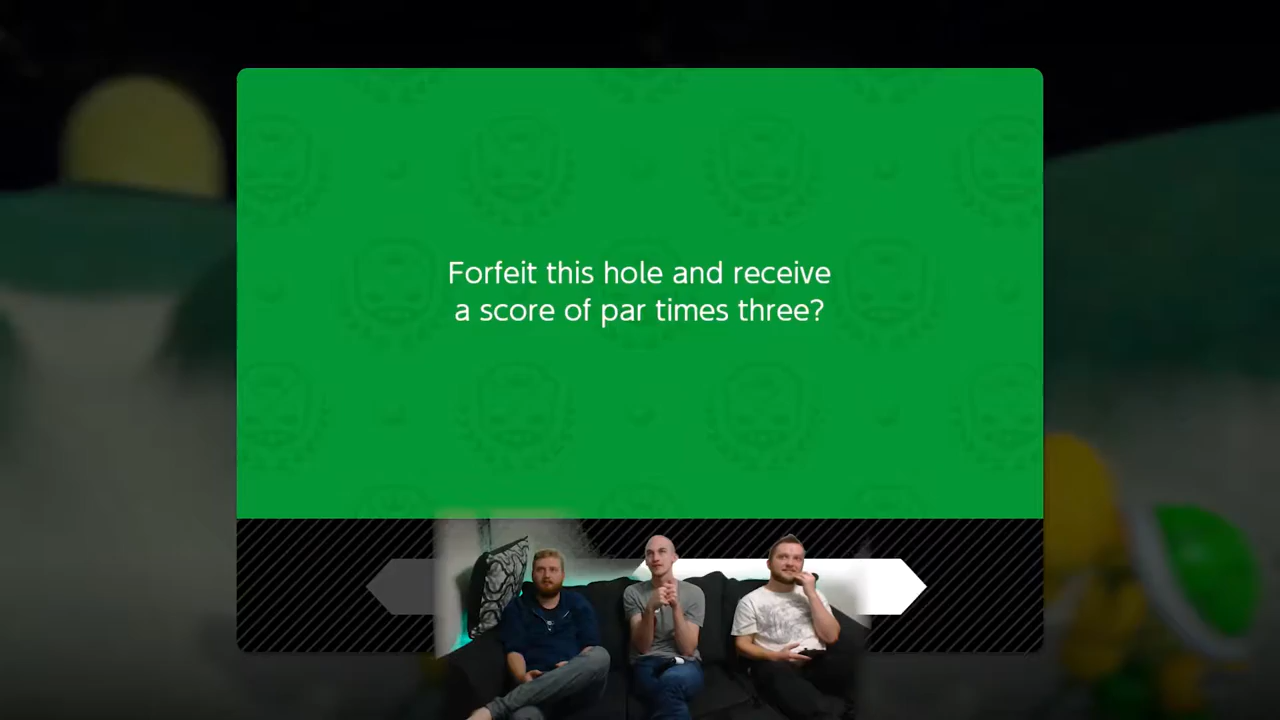 Forfeit this hole and receive
a score of par times three?